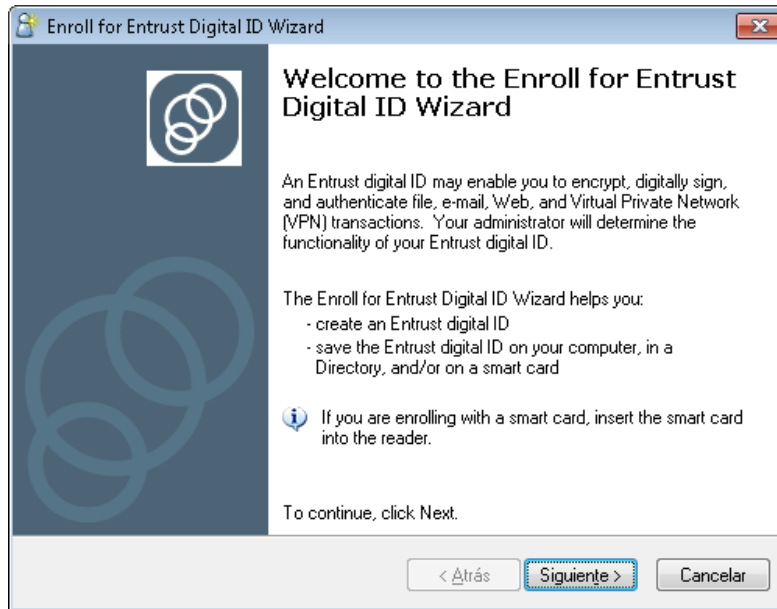 Enroll for Entrust Digital ID Wizard
Welcome to the Enroll for Entrust
Digital ID Wizard
An Entrust digital ID may enable you to encrypt, digitally sign,
and authenticate file, e-mail, Web, and Virtual Private Network
(VPN) transactions.  Your administrator will determine the
functionality of your Entrust digital ID.
The Enroll for Entrust Digital ID Wizard helps you:
- create an Entrust digital ID
- save the Entrust digital ID on your computer, in a
Directory, and/or on a smart card
If you are enrolling with a smart card, insert the smart card
into the reader.
To continue, click Next.
< Atrás Siguiente > Cancelar